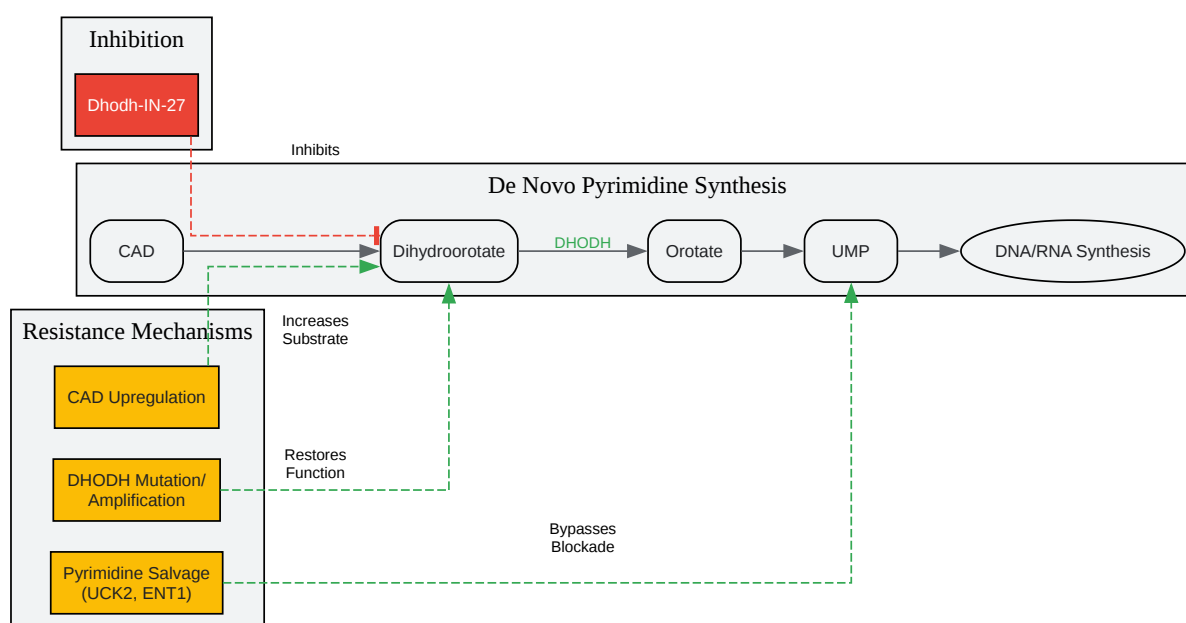 Inhibition
Dhodh-IN-27
Inhibits
De Novo Pyrimidine Synthesis
CAD
Dihydroorotate
DHODH
Orotate
UMP
DNA/RNA Synthesis
Resistance Mechanisms
Increases
Substrate
CAD Upregulation
Restores
Function
DHODH Mutation/
Amplification
Bypasses
Blockade
Pyrimidine Salvage
(UCK2, ENT1)